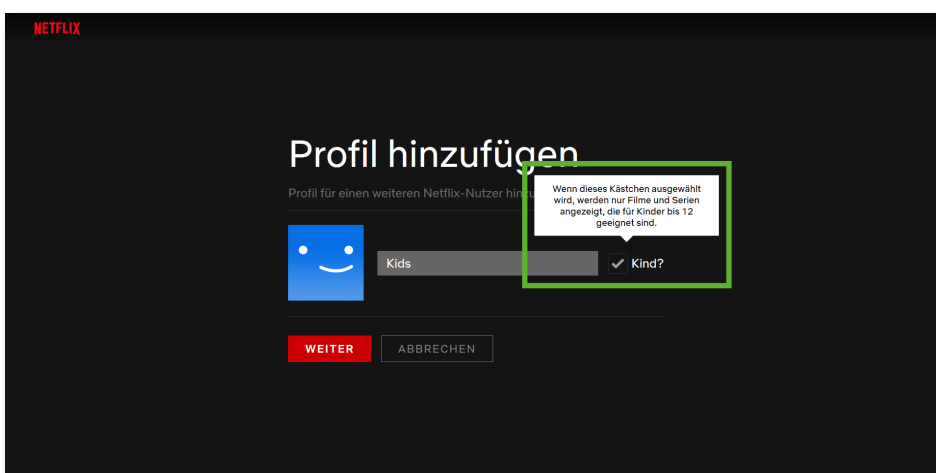 NETFLIX
Profil hinzufügen
Profil für einen weiteren Netflix-Nutzer
Wenn dieses Kästchen ausgewählt
wird, werden nur Filme und Serien
angezeigt, die für Kinder bis 12
geeignet sind.
Kids
Kind?
WEITER
ABBRECHEN